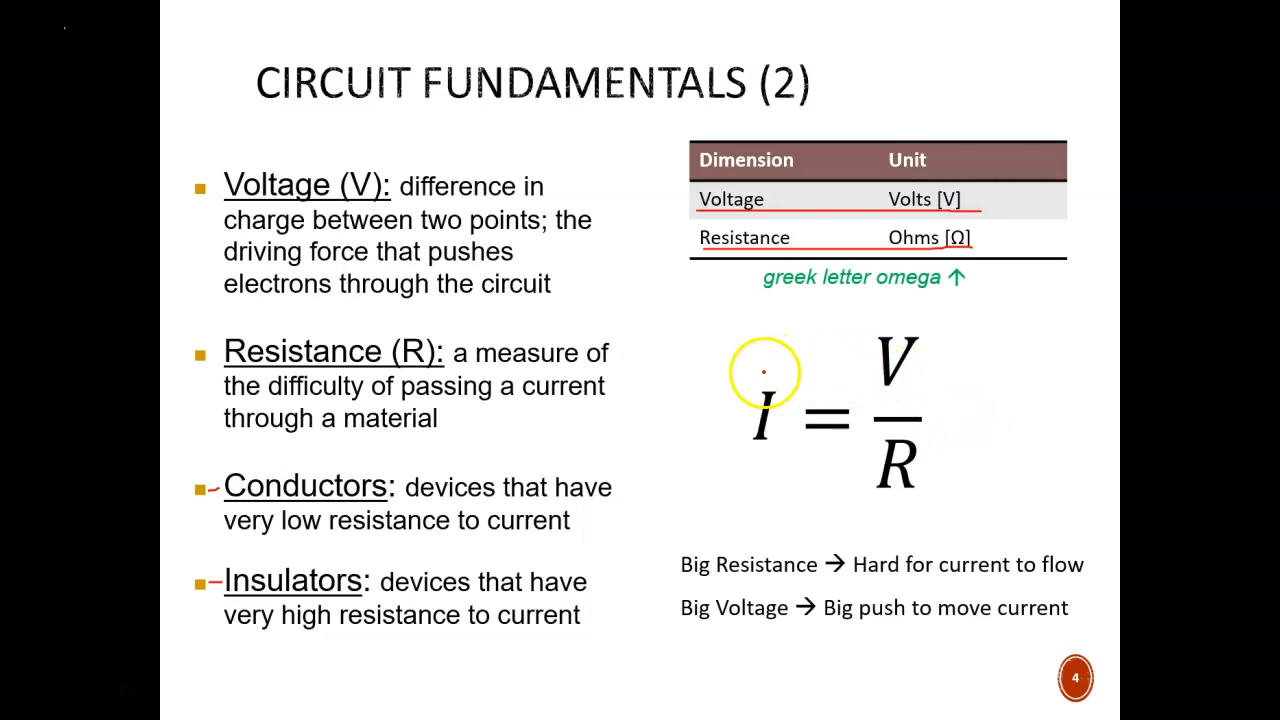 CIRCUIT FUNDAMENTALS (2)
Voltage (V): difference in
charge between two points; the
driving force that pushes
electrons through the circuit
Resistance (R): a measure of
the difficulty of passing a current
through a material
Conductors: devices that have
very low resistance to current
Insulators: devices that have
very high resistance to current
Dimension Unit
Voltage Volts [V]
Resistance Ohms [Ω]
greek letter omega ↑
I = V/R
Big Resistance → Hard for current to flow
Big Voltage → Big push to move current
4